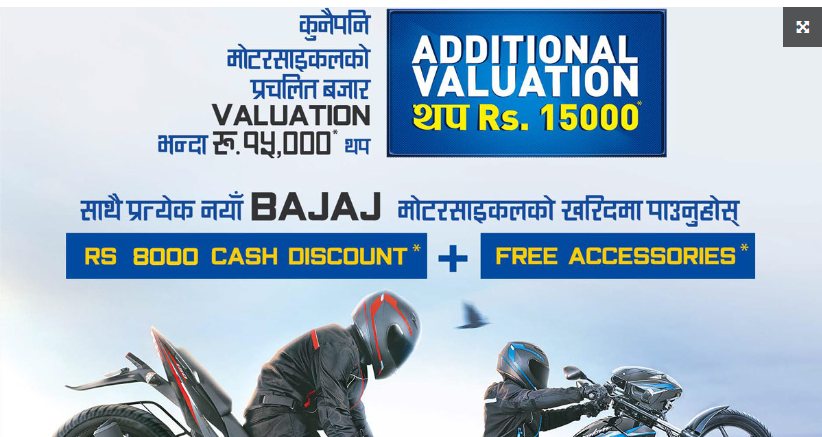 कुनैपनि
मोटरसाइकलको
प्रचलित बजार
VALUATION
भन्दा रू.१५,०००* थप
ADDITIONAL
VALUATION
थप Rs. 15000*
साथै प्रत्येक नयाँ BAJAJ मोटरसाइकलको खरिदमा पाउनुहोस्
RS 8000 CASH DISCOUNT* + FREE ACCESSORIES*